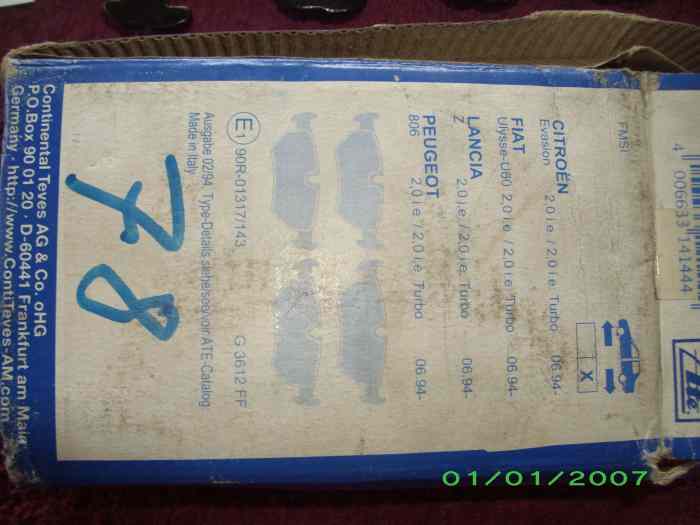 FMSI
CITROËN 2.0 i.e. / 2.0 i.e. Turbo 06.94-
Evasion
FIAT
Ulysse-U60 2.0 i.e. / 2.0 i.e. Turbo 06.94-
LANCIA 2.0 i.e. / 2.0 i.e. Turbo 06.94-
Z
PEUGEOT 2.0 i.e. / 2.0 i.e. Turbo 06.94-
806
X
E1 90R-01317/143 G 3612 FF
Ausgabe 02/94 Type-Details siehe/see/voir ATE-Catalog
Made in Italy
78
Continental Teves AG & Co. oHG
P.O.Box 90 01 20 · D-60441 Frankfurt am Main
Germany · http://www.ContiTeves-AM.com
4 006633 141444
Ate
01/01/2007